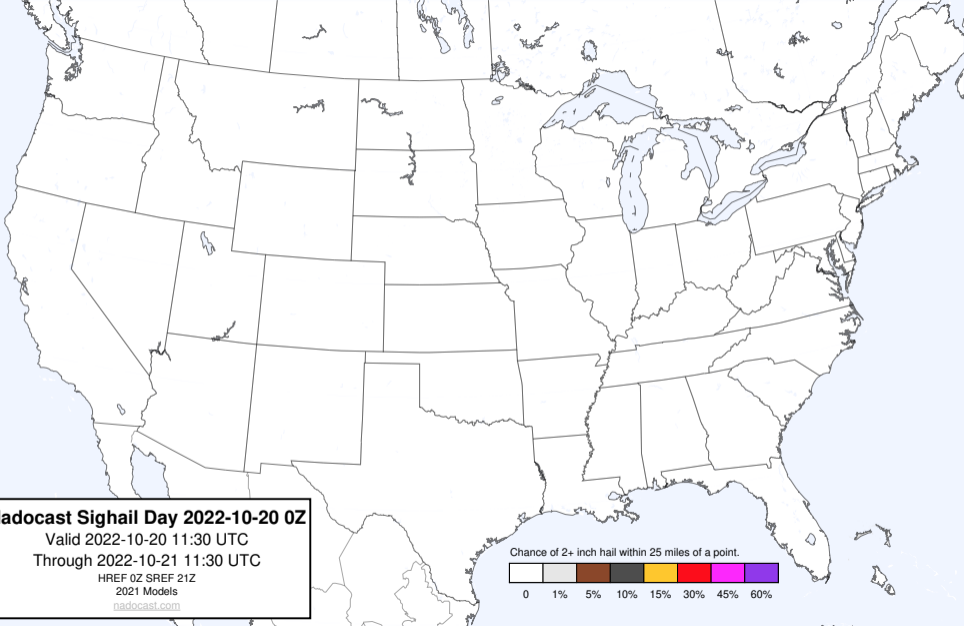 adocast Sighail Day 2022-10-20 0Z
Valid 2022-10-20 11:30 UTC
Through 2022-10-21 11:30 UTC
HREF 0Z SREF 21Z
2021 Models
nadocast.com
Chance of 2+ inch hail within 25 miles of a point.
0 1% 5% 10% 15% 30% 45% 60%